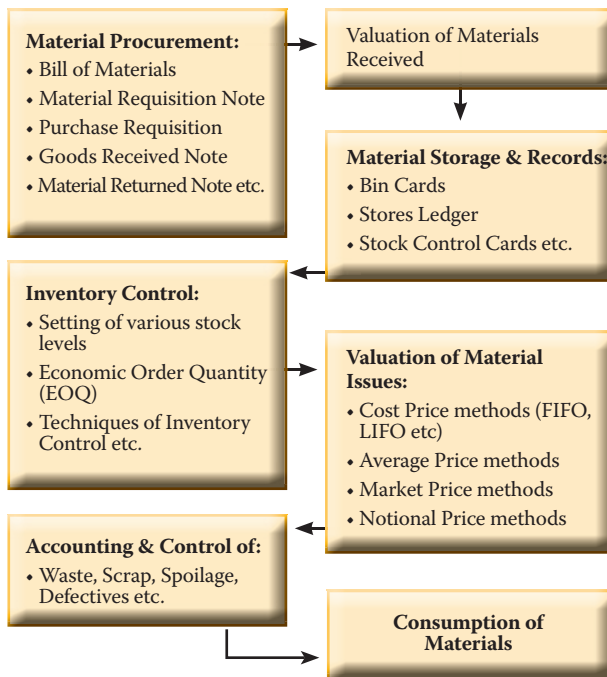 Material Procurement:
• Bill of Materials
• Material Requisition Note
• Purchase Requisition
• Goods Received Note
• Material Returned Note etc.
Valuation of Materials
Received
Material Storage & Records:
• Bin Cards
• Stores Ledger
• Stock Control Cards etc.
Inventory Control:
• Setting of various stock
levels
• Economic Order Quantity
(EOQ)
• Techniques of Inventory
Control etc.
Valuation of Material
Issues:
• Cost Price methods (FIFO,
LIFO etc)
• Average Price methods
• Market Price methods
• Notional Price methods
Accounting & Control of:
• Waste, Scrap, Spoilage,
Defectives etc.
Consumption of
Materials